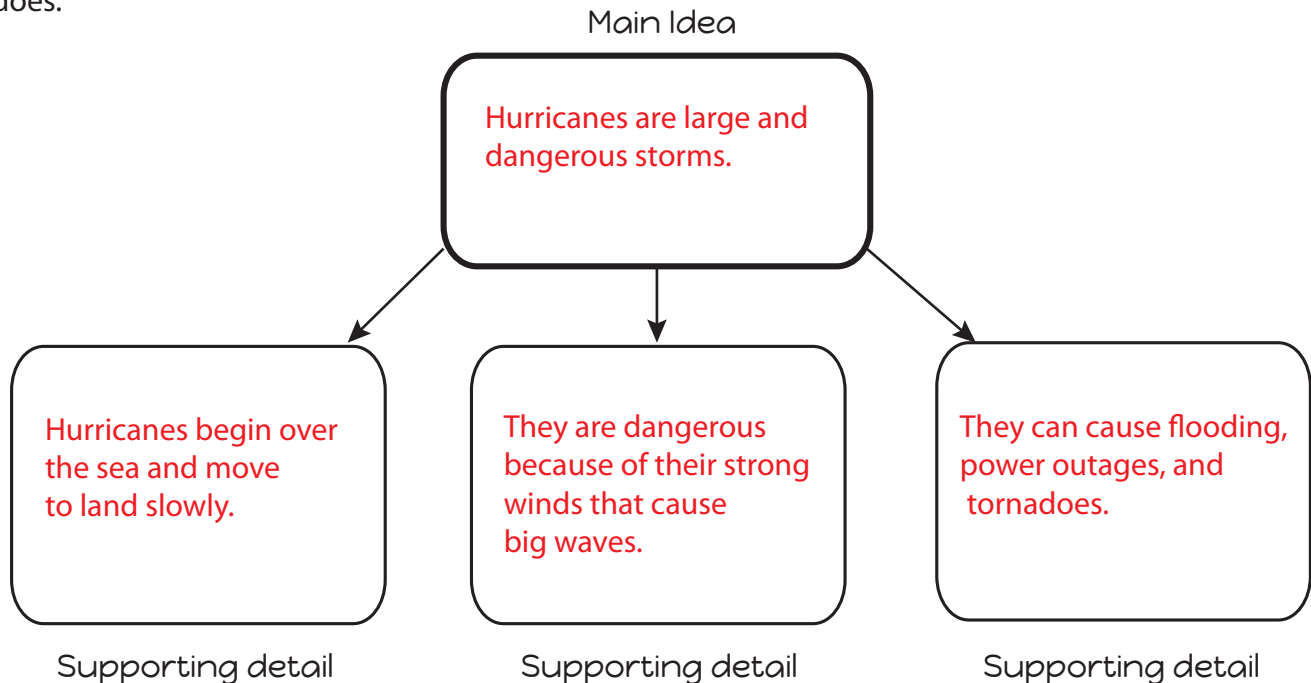 does.
Main Idea
Hurricanes are large and
dangerous storms.
Hurricanes begin over
the sea and move
to land slowly.
They are dangerous
because of their strong
winds that cause
big waves.
They can cause flooding,
power outages, and
tornadoes.
Supporting detail
Supporting detail
Supporting detail